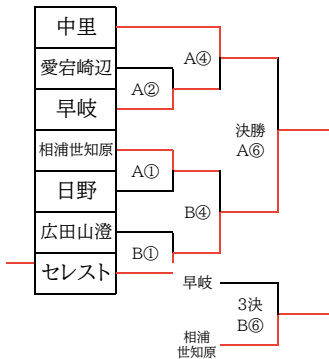 中里
A④
愛宕崎辺
A②
早岐
決勝
A⑥
相浦世知原
A①
日野
B④
広田山澄
B①
セレスト
早岐
3決
B⑥
相浦
世知原